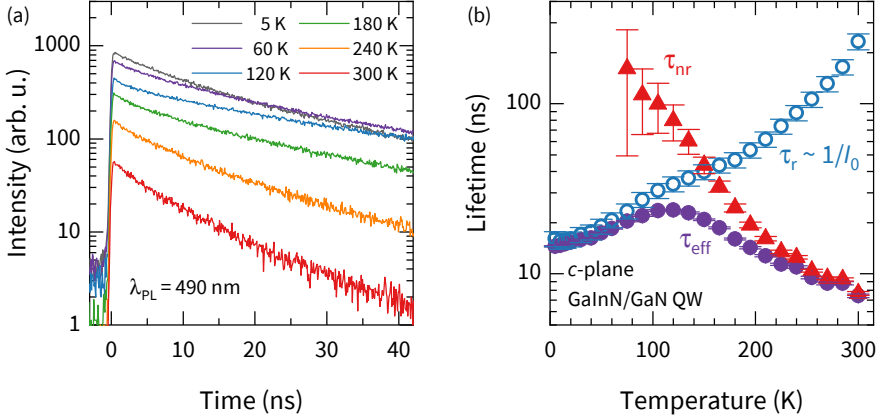 (a)
5 K 180 K
60 K 240 K
120 K 300 K
1000
100
10
1
Intensity (arb. u.)
λPL = 490 nm
0 10 20 30 40
Time (ns)
(b)
τnr
τr ~ 1/I0
τeff
100
10
Lifetime (ns)
c-plane
GaInN/GaN QW
0 100 200 300
Temperature (K)